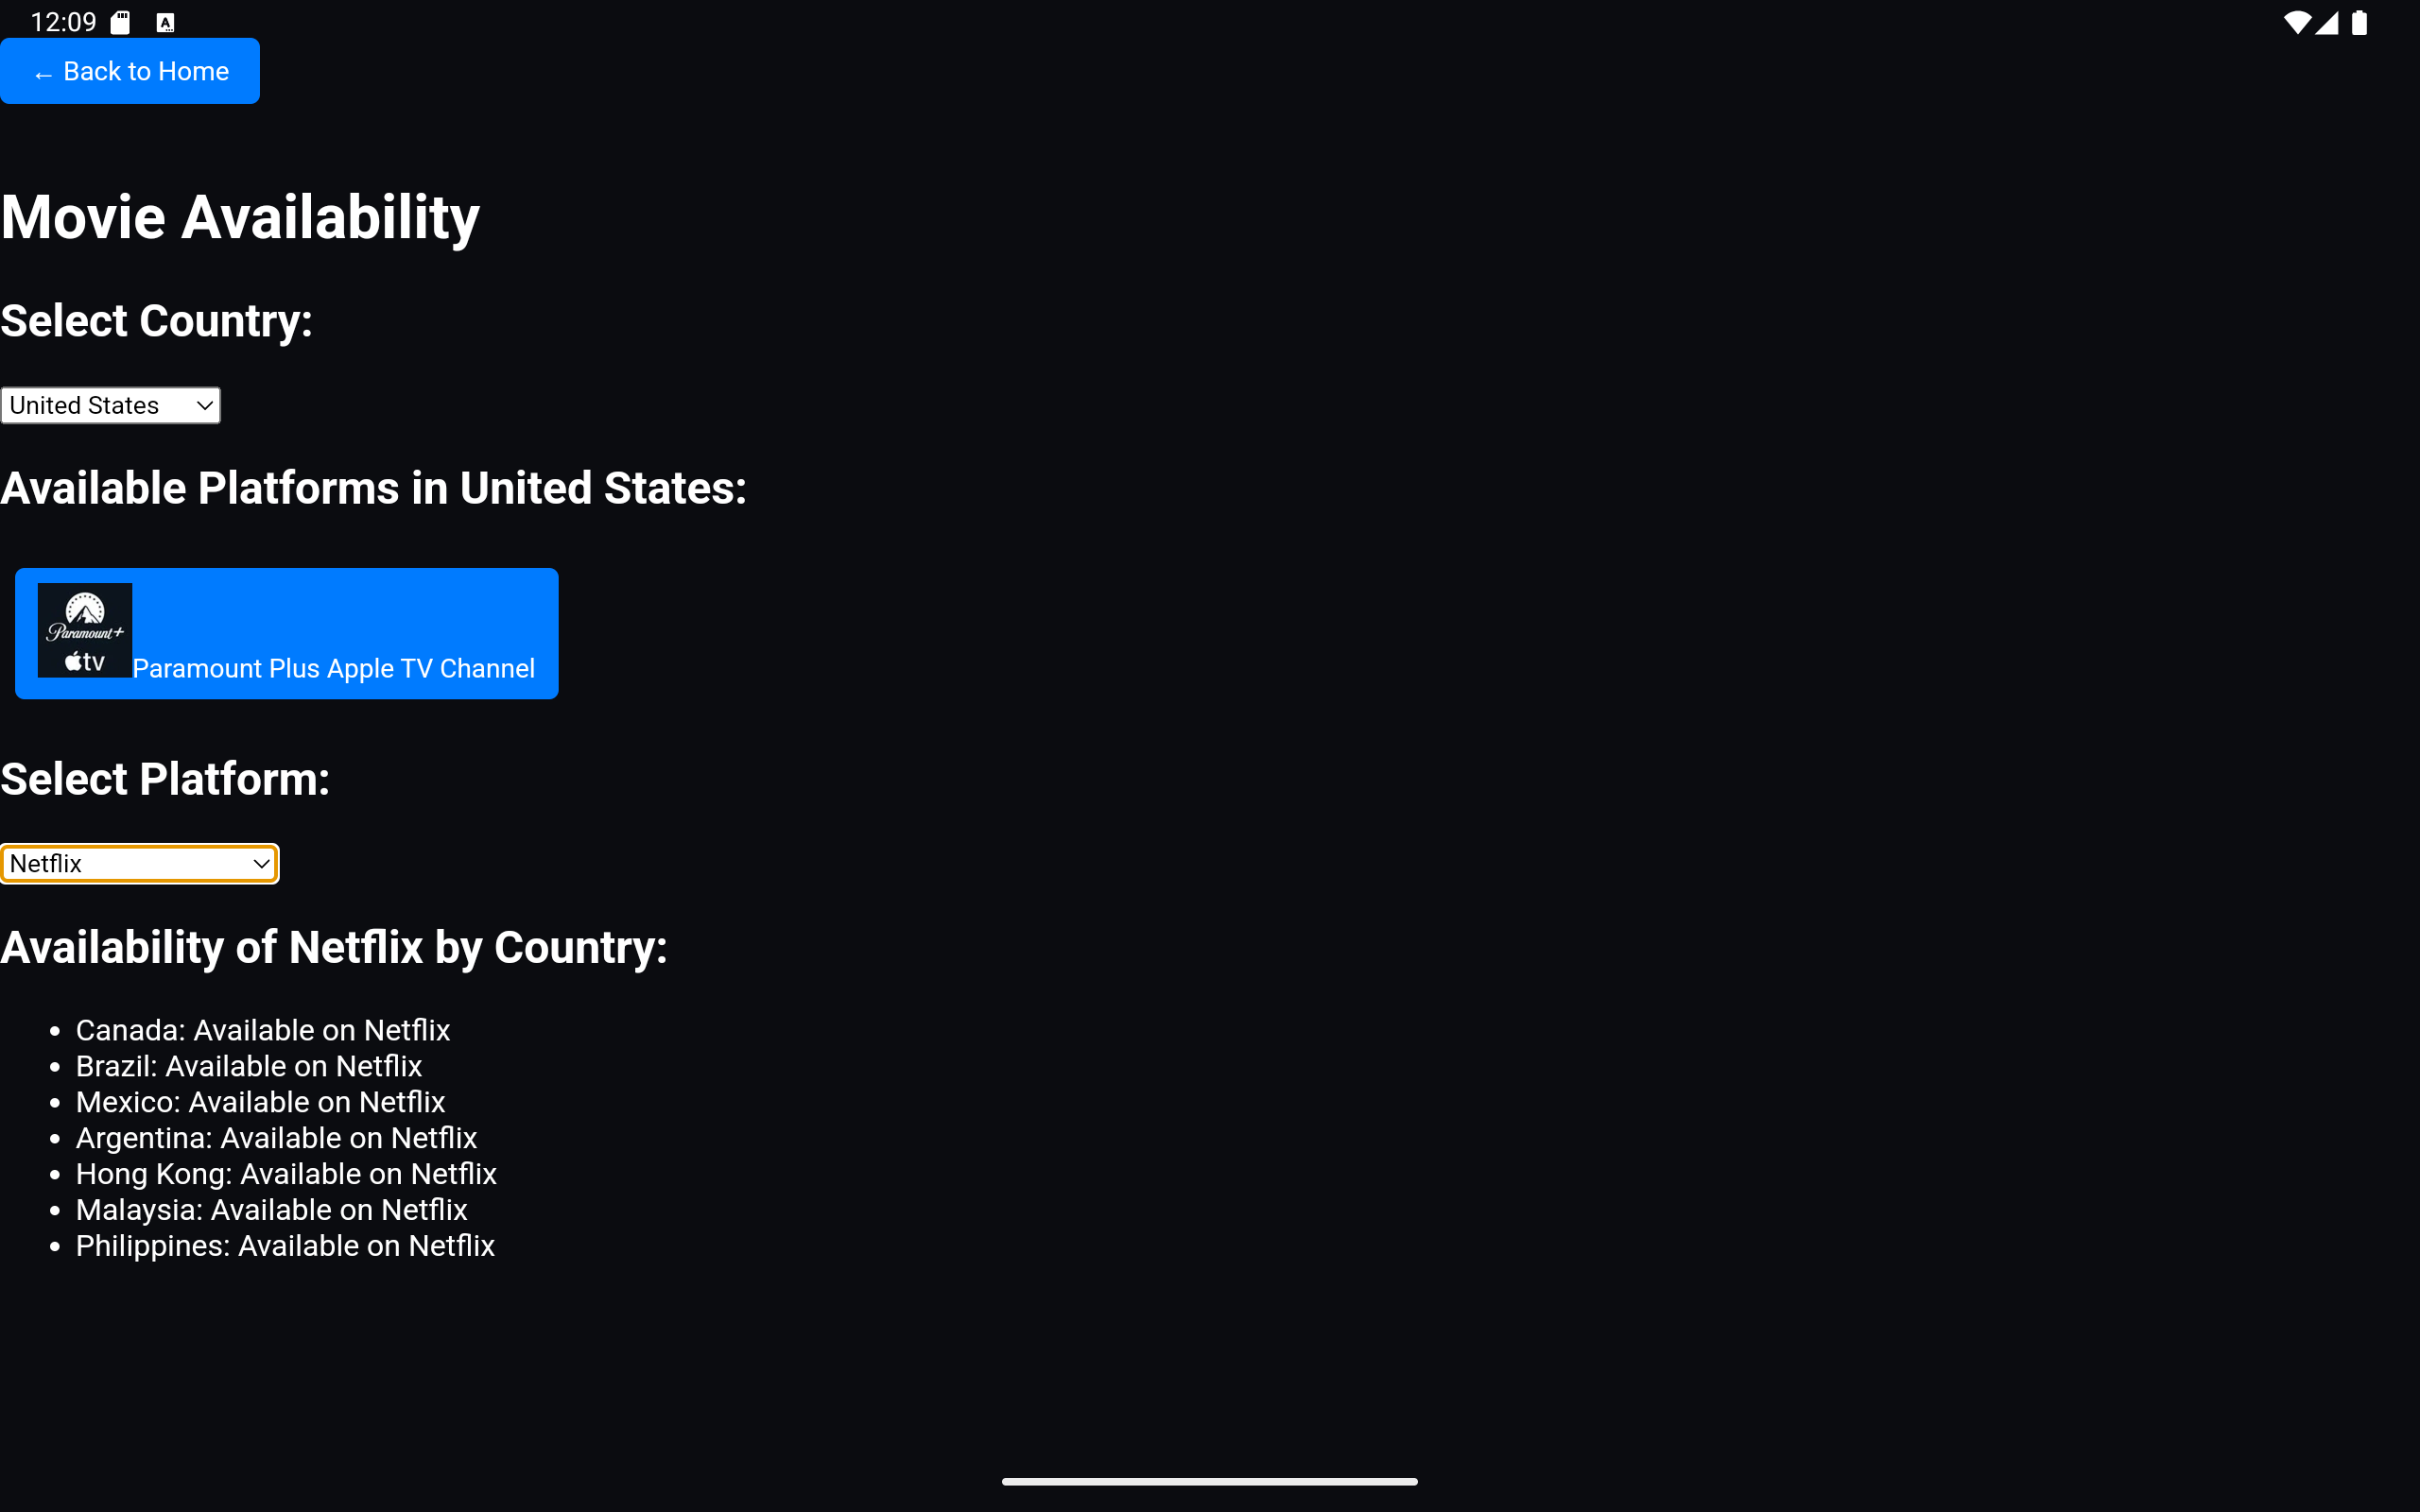 12:09
← Back to Home
Movie Availability
Select Country:
United States
Available Platforms in United States:
Paramount+
tv
Paramount Plus Apple TV Channel
Select Platform:
Netflix
Availability of Netflix by Country:
• Canada: Available on Netflix
• Brazil: Available on Netflix
• Mexico: Available on Netflix
• Argentina: Available on Netflix
• Hong Kong: Available on Netflix
• Malaysia: Available on Netflix
• Philippines: Available on Netflix